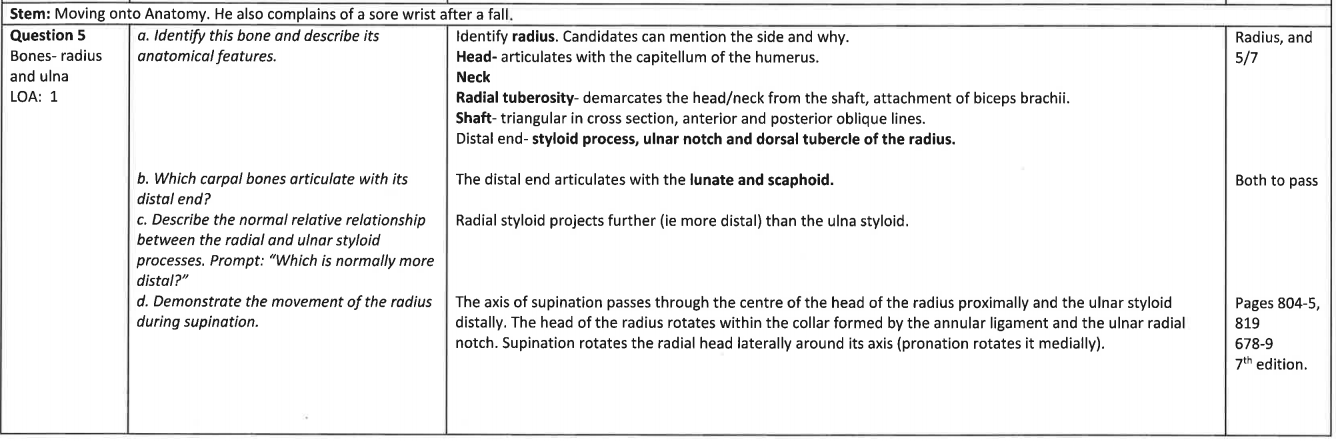 Stem: Moving onto Anatomy. He also complains of a sore wrist after a fall.
Question 5
Bones- radius
and ulna
LOA: 1
a. Identify this bone and describe its
anatomical features.
Identify radius. Candidates can mention the side and why.
Head- articulates with the capitellum of the humerus.
Neck
Radial tuberosity- demarcates the head/neck from the shaft, attachment of biceps brachii.
Shaft- triangular in cross section, anterior and posterior oblique lines.
Distal end- styloid process, ulnar notch and dorsal tubercle of the radius.
Radius, and
5/7
b. Which carpal bones articulate with its
distal end?
The distal end articulates with the lunate and scaphoid.
Both to pass
c. Describe the normal relative relationship
between the radial and ulnar styloid
processes. Prompt: “Which is normally more
distal?”
Radial styloid projects further (ie more distal) than the ulna styloid.
d. Demonstrate the movement of the radius
during supination.
The axis of supination passes through the centre of the head of the radius proximally and the ulnar styloid
distally. The head of the radius rotates within the collar formed by the annular ligament and the ulnar radial
notch. Supination rotates the radial head laterally around its axis (pronation rotates it medially).
Pages 804-5,
819
678-9
7th edition.